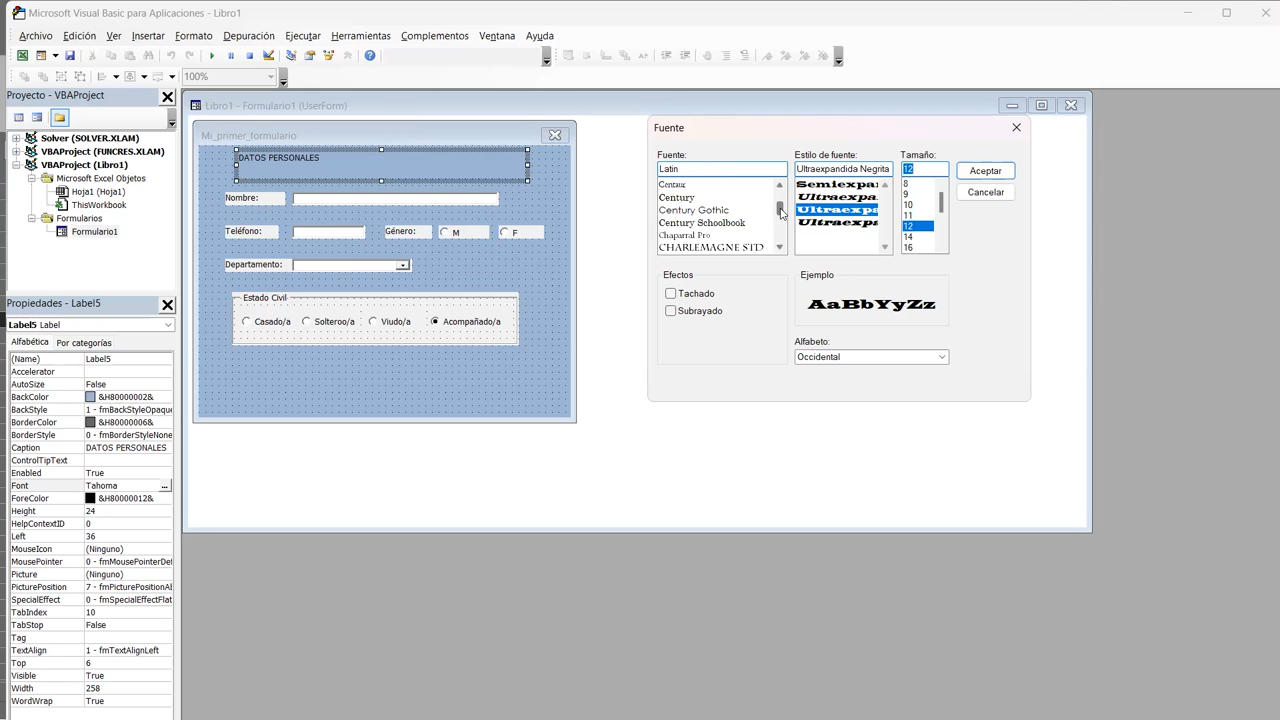 Microsoft Visual Basic para Aplicaciones - Libro1
Archivo Edición Ver Insertar Formato Depuración Ejecutar Herramientas Complementos Ventana Ayuda
100%
Proyecto - VBAProject
Solver (SOLVER.XLAM)
VBAProject (FUNCRES.XLAM)
VBAProject (Libro1)
Microsoft Excel Objetos
Hoja1 (Hoja1)
ThisWorkbook
Formularios
Formulario1
Propiedades - Label5
Label5 Label
Alfabética Por categorías
(Name) Label5
Accelerator
AutoSize False
BackColor &H80000002&
BackStyle 1 - fmBackStyleOpaque
BorderColor &H80000006&
BorderStyle 0 - fmBorderStyleNone
Caption DATOS PERSONALES
ControlTipText
Enabled True
Font Tahoma ...
ForeColor &H80000012&
Height 24
HelpContextID 0
Left 36
MouseIcon (Ninguno)
MousePointer 0 - fmMousePointerDef
Picture (Ninguno)
PicturePosition 7 - fmPicturePositionAb
SpecialEffect 0 - fmSpecialEffectFlat
TabIndex 10
TabStop False
Tag
TextAlign 1 - fmTextAlignLeft
Top 6
Visible True
Width 258
WordWrap True
Libro1 - Formulario1 (UserForm)
Mi_primer_formulario
DATOS PERSONALES
Nombre:
Teléfono: Género: M F
Departamento:
Estado Civil
Casado/a Solteroo/a Viudo/a Acompañado/a
Fuente
Fuente: Estilo de fuente: Tamaño:
Latin Ultraexpandida Negrita 12
Aceptar
Cancelar
Centaur
Century
Century Gothic
Century Schoolbook
Chaparral Pro
CHARLEMAGNE STD
Semiexpa
Ultraexpa
Ultraexpa
Ultraexpa
8
9
10
11
12
14
16
Efectos
Tachado
Subrayado
Ejemplo
AaBbYyZz
Alfabeto:
Occidental